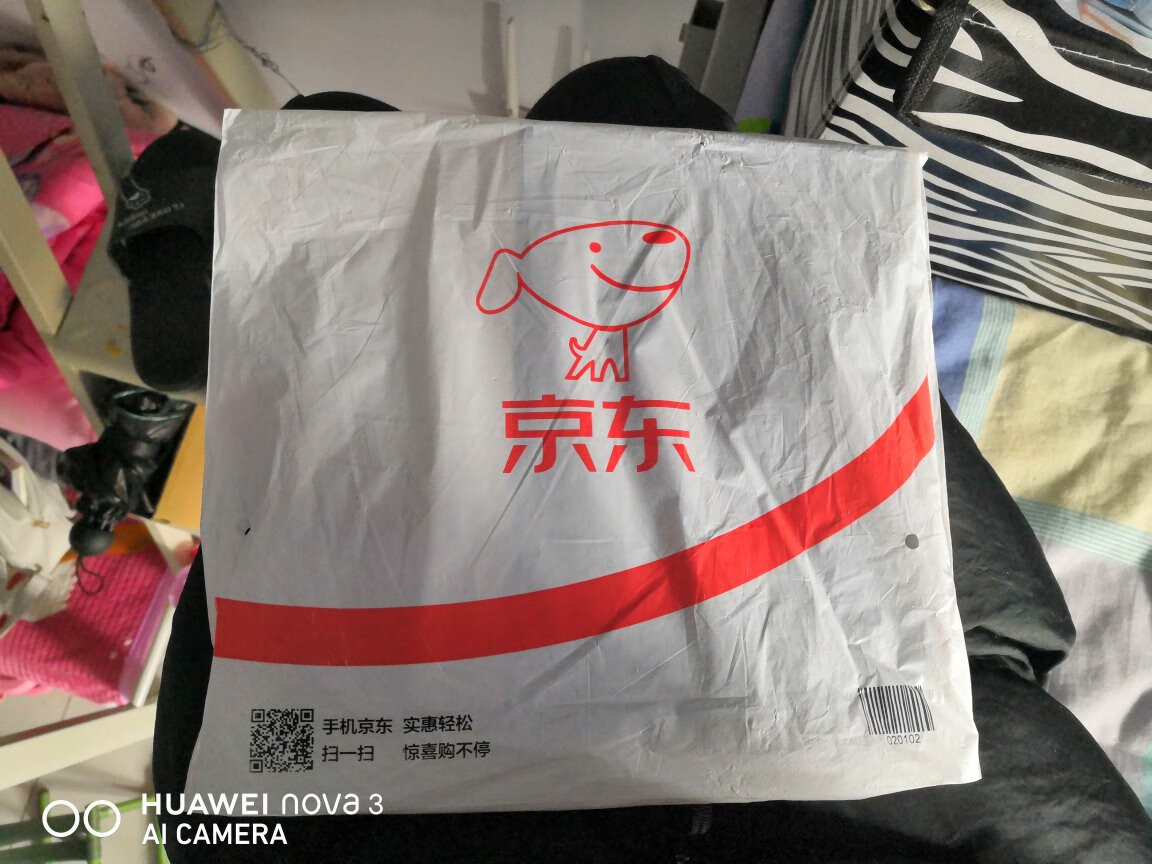 京东
手机京东 实惠轻松
扫一扫 惊喜购不停
020102
HUAWEI nova 3
AI CAMERA